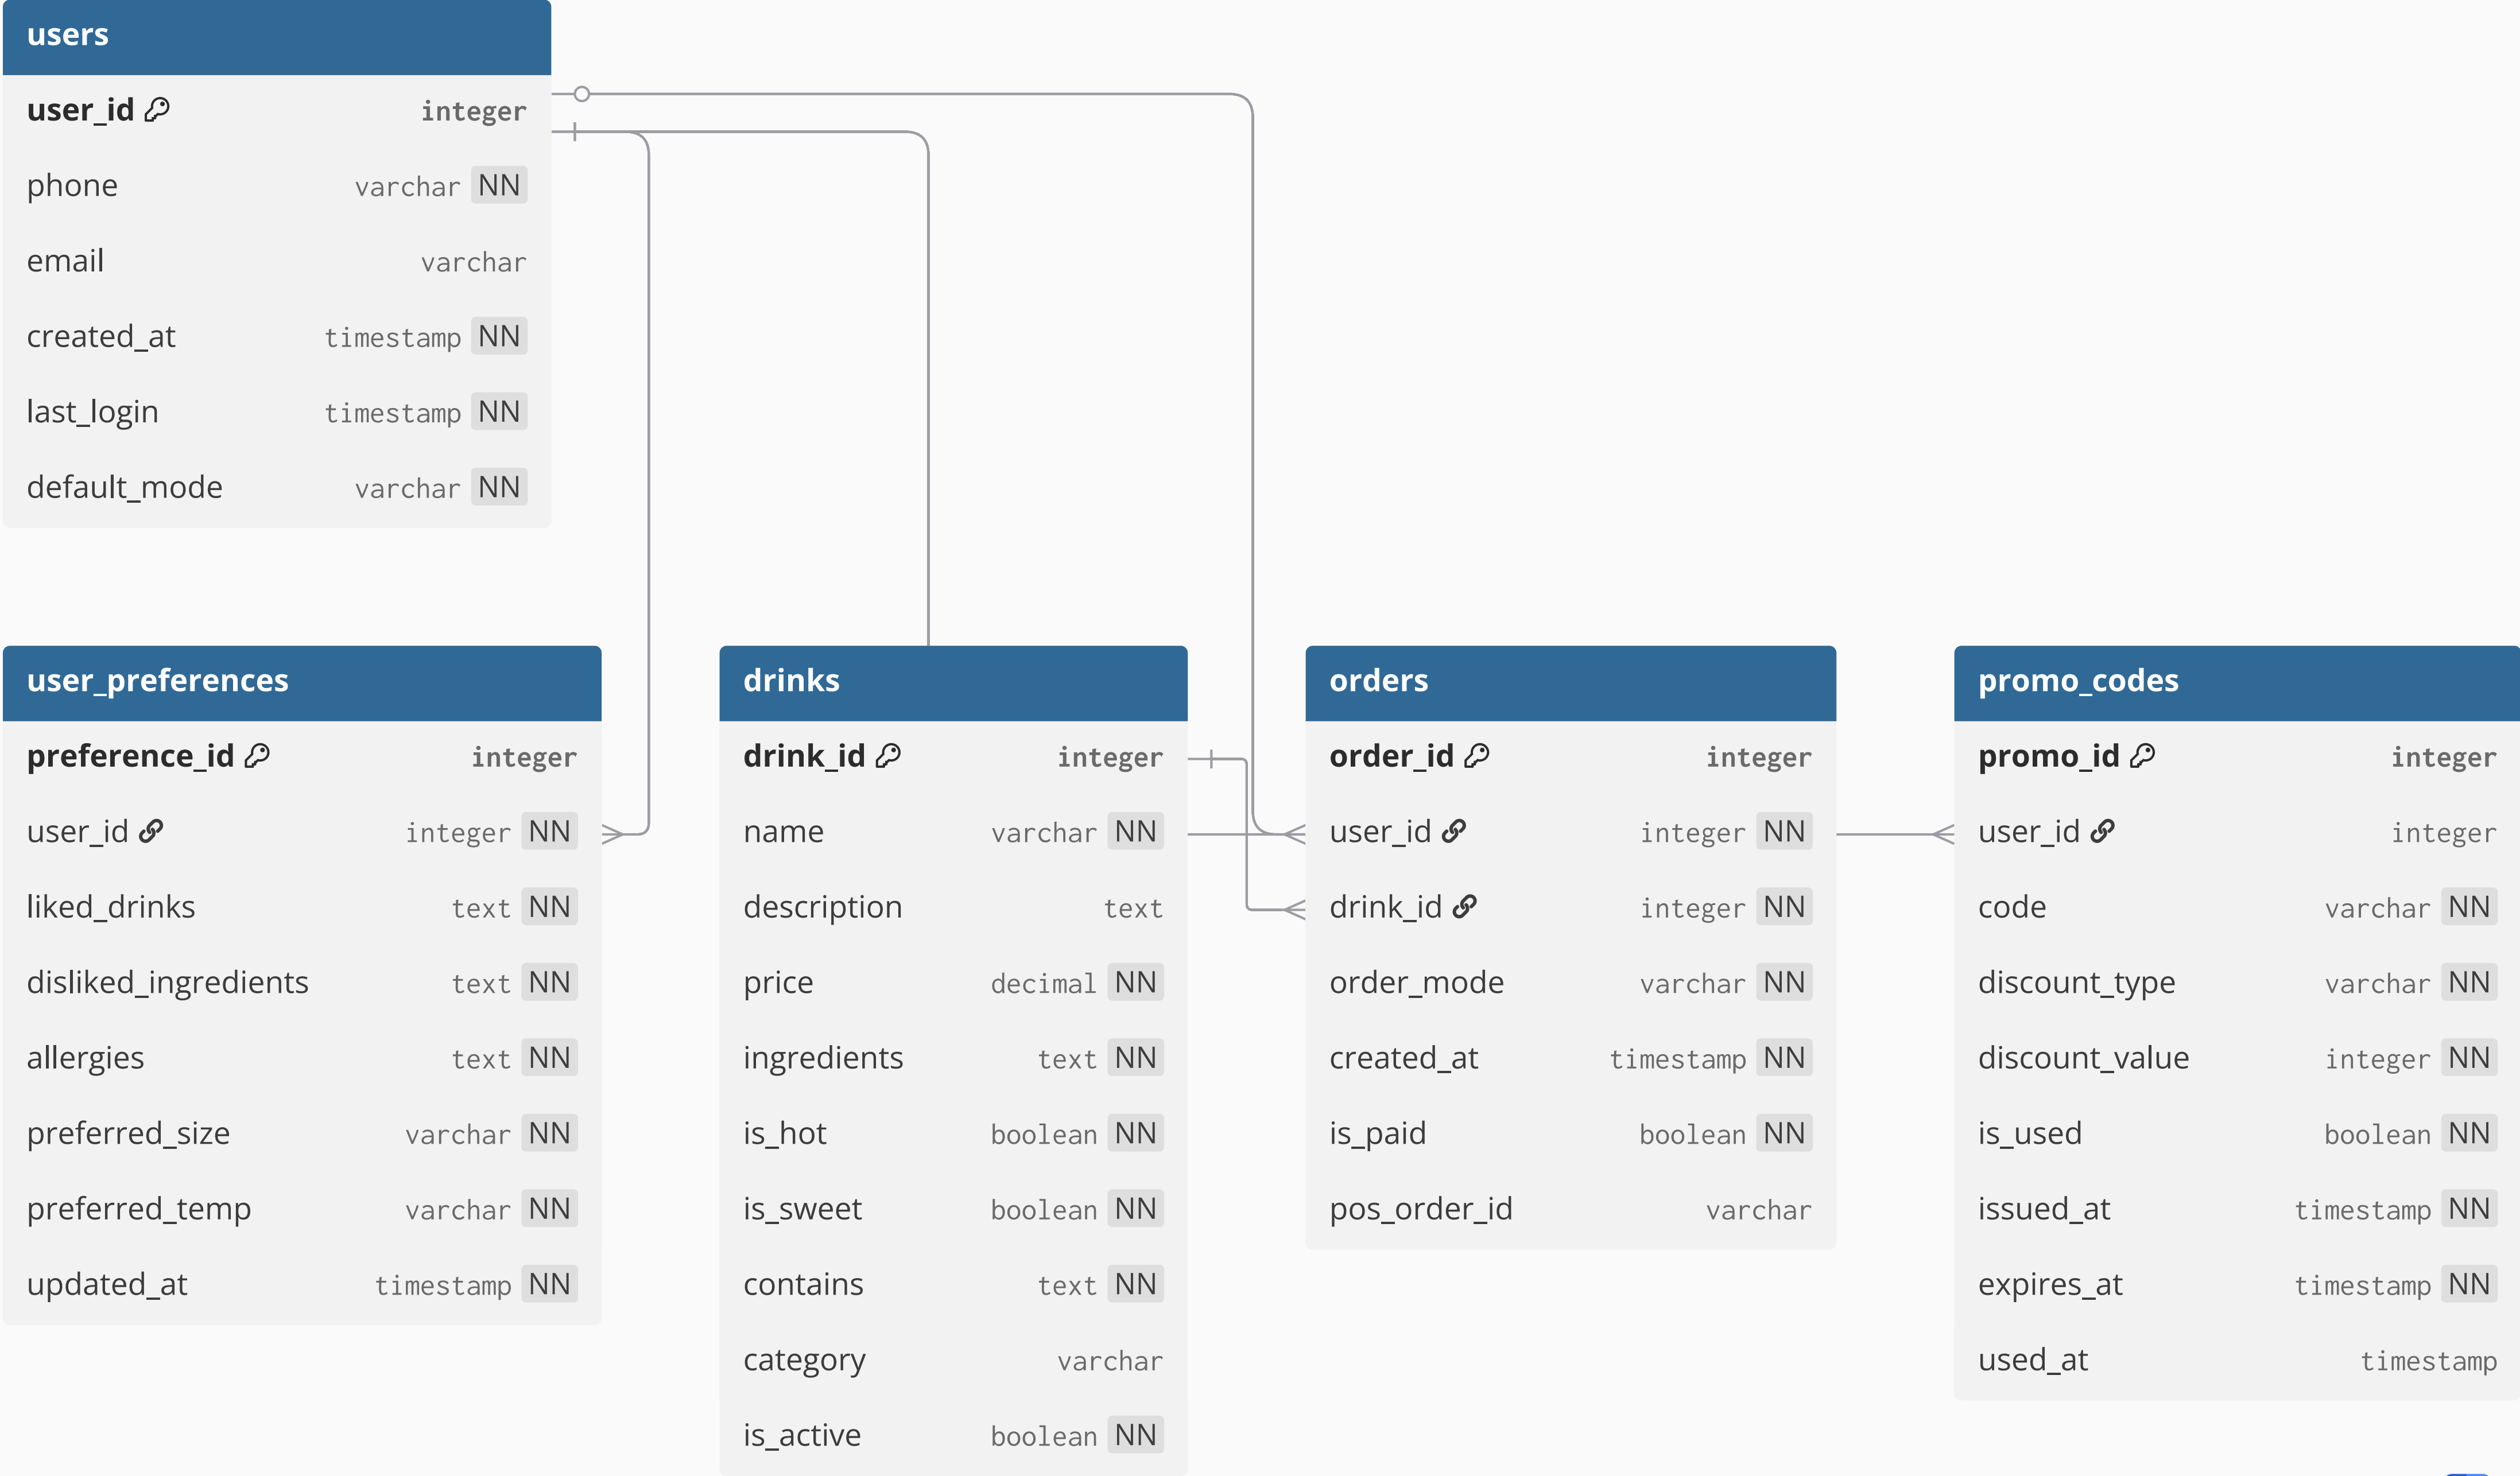 users
user_id integer
phone varchar NN
email varchar
created_at timestamp NN
last_login timestamp NN
default_mode varchar NN
user_preferences
preference_id integer
user_id integer NN
liked_drinks text NN
disliked_ingredients text NN
allergies text NN
preferred_size varchar NN
preferred_temp varchar NN
updated_at timestamp NN
drinks
drink_id integer
name varchar NN
description text
price decimal NN
ingredients text NN
is_hot boolean NN
is_sweet boolean NN
contains text NN
category varchar
is_active boolean NN
orders
order_id integer
user_id integer NN
drink_id integer NN
order_mode varchar NN
created_at timestamp NN
is_paid boolean NN
pos_order_id varchar
promo_codes
promo_id integer
user_id integer
code varchar NN
discount_type varchar NN
discount_value integer NN
is_used boolean NN
issued_at timestamp NN
expires_at timestamp NN
used_at timestamp